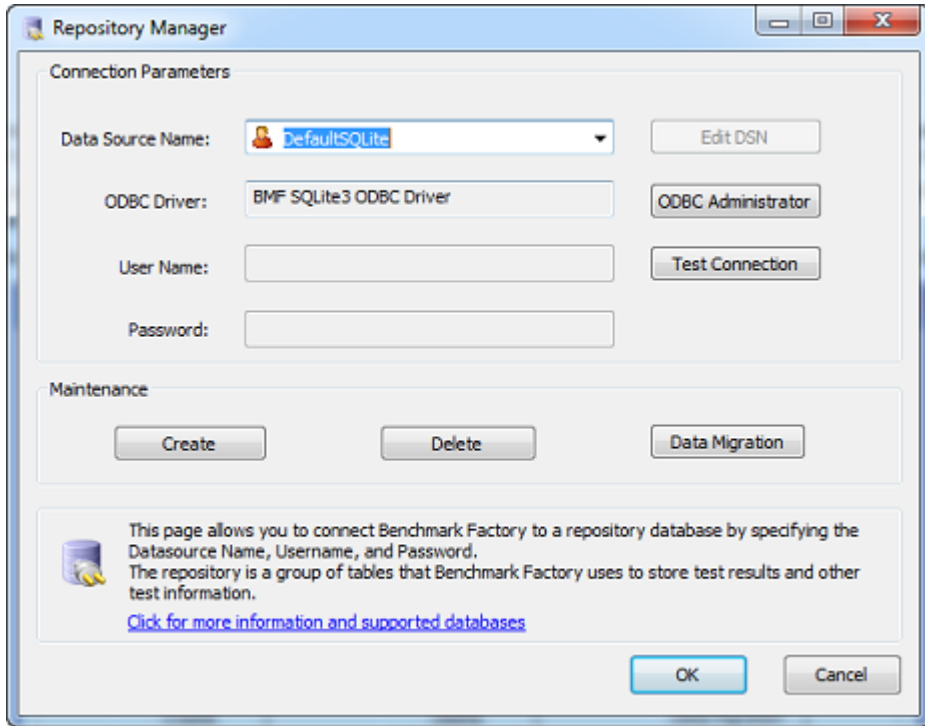 Repository Manager
Connection Parameters
Data Source Name: DefaultSQLite Edit DSN
ODBC Driver: BMF SQLite3 ODBC Driver ODBC Administrator
User Name: Test Connection
Password:
Maintenance
Create Delete Data Migration
This page allows you to connect Benchmark Factory to a repository database by specifying the
Datasource Name, Username, and Password.
The repository is a group of tables that Benchmark Factory uses to store test results and other
test information.
Click for more information and supported databases
OK Cancel